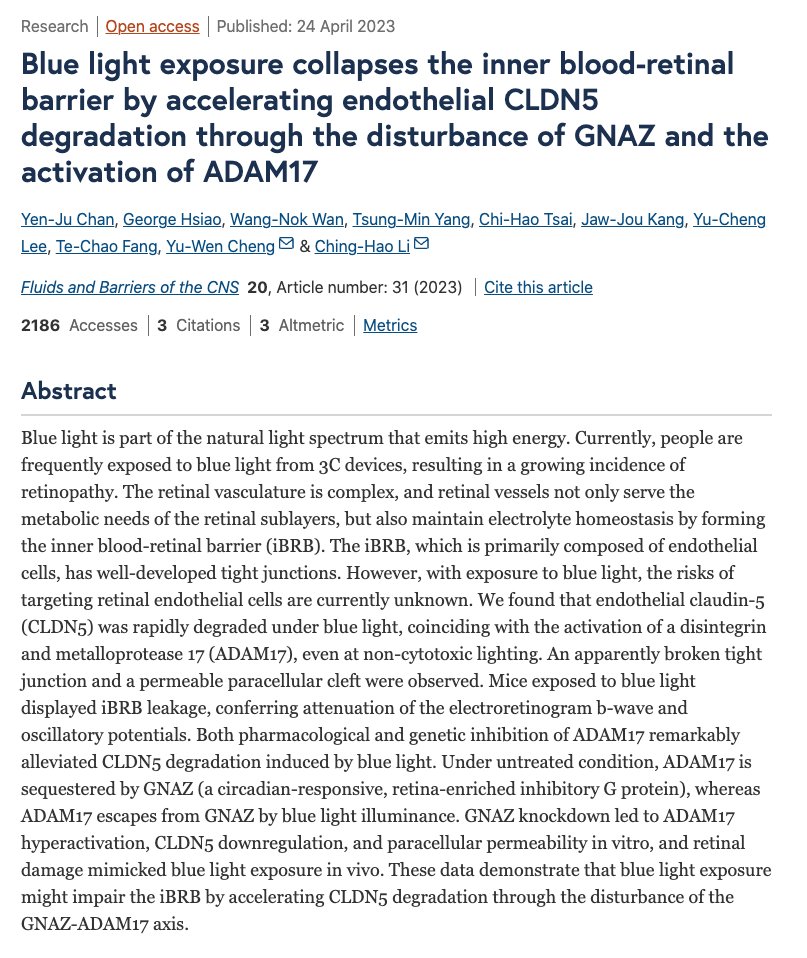 Research | Open access | Published: 24 April 2023
Blue light exposure collapses the inner blood-retinal
barrier by accelerating endothelial CLDN5
degradation through the disturbance of GNAZ and the
activation of ADAM17
Yen-Ju Chan, George Hsiao, Wang-Nok Wan, Tsung-Min Yang, Chi-Hao Tsai, Jaw-Jou Kang, Yu-Cheng
Lee, Te-Chao Fang, Yu-Wen Cheng & Ching-Hao Li
Fluids and Barriers of the CNS 20, Article number: 31 (2023) | Cite this article
2186 Accesses | 3 Citations | 3 Altmetric | Metrics
Abstract
Blue light is part of the natural light spectrum that emits high energy. Currently, people are
frequently exposed to blue light from 3C devices, resulting in a growing incidence of
retinopathy. The retinal vasculature is complex, and retinal vessels not only serve the
metabolic needs of the retinal sublayers, but also maintain electrolyte homeostasis by forming
the inner blood-retinal barrier (iBRB). The iBRB, which is primarily composed of endothelial
cells, has well-developed tight junctions. However, with exposure to blue light, the risks of
targeting retinal endothelial cells are currently unknown. We found that endothelial claudin-5
(CLDN5) was rapidly degraded under blue light, coinciding with the activation of a disintegrin
and metalloprotease 17 (ADAM17), even at non-cytotoxic lighting. An apparently broken tight
junction and a permeable paracellular cleft were observed. Mice exposed to blue light
displayed iBRB leakage, conferring attenuation of the electroretinogram b-wave and
oscillatory potentials. Both pharmacological and genetic inhibition of ADAM17 remarkably
alleviated CLDN5 degradation induced by blue light. Under untreated condition, ADAM17 is
sequestered by GNAZ (a circadian-responsive, retina-enriched inhibitory G protein), whereas
ADAM17 escapes from GNAZ by blue light illuminance. GNAZ knockdown led to ADAM17
hyperactivation, CLDN5 downregulation, and paracellular permeability in vitro, and retinal
damage mimicked blue light exposure in vivo. These data demonstrate that blue light exposure
might impair the iBRB by accelerating CLDN5 degradation through the disturbance of the
GNAZ-ADAM17 axis.